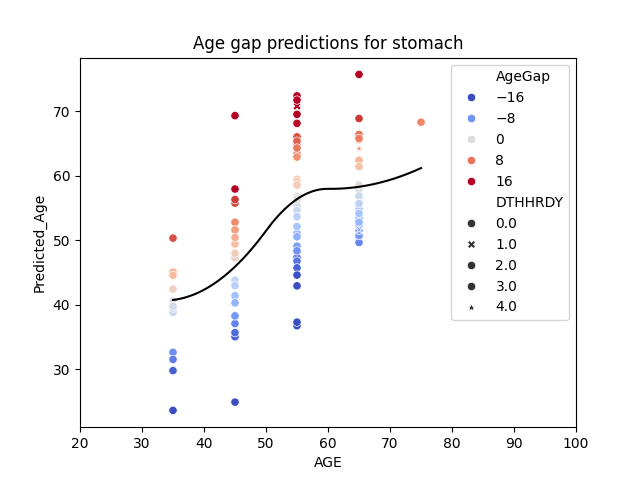 Age gap predictions for stomach
Predicted_Age
70
60
50
40
30
20 30 40 50 60 70 80 90 100
AGE
AgeGap
−16
−8
0
8
16
DTHHRDY
0.0
1.0
2.0
3.0
4.0